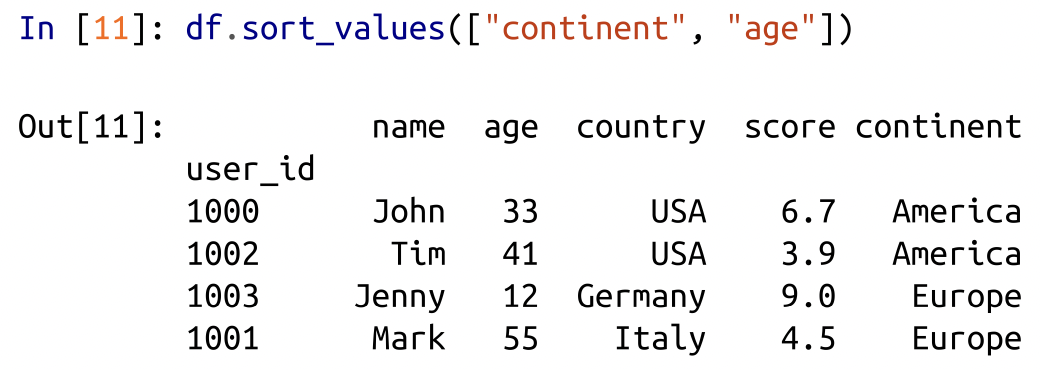 In [11]: df.sort_values(["continent", "age"])
Out[11]: name age country score continent
user_id
1000 John 33 USA 6.7 America
1002 Tim 41 USA 3.9 America
1003 Jenny 12 Germany 9.0 Europe
1001 Mark 55 Italy 4.5 Europe